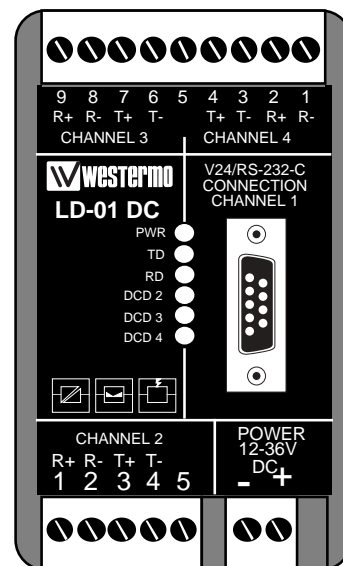 9 8 7 6 5 4 3 2 1
R+ R- T+ T- T+ T- R+ R-
CHANNEL 3 CHANNEL 4
Westermo
LD-01 DC
PWR
TD
RD
DCD 2
DCD 3
DCD 4
V24/RS-232-C
CONNECTION
CHANNEL 1
CHANNEL 2
R+ R- T+ T-
1 2 3 4 5
POWER
12-36V
DC
- +